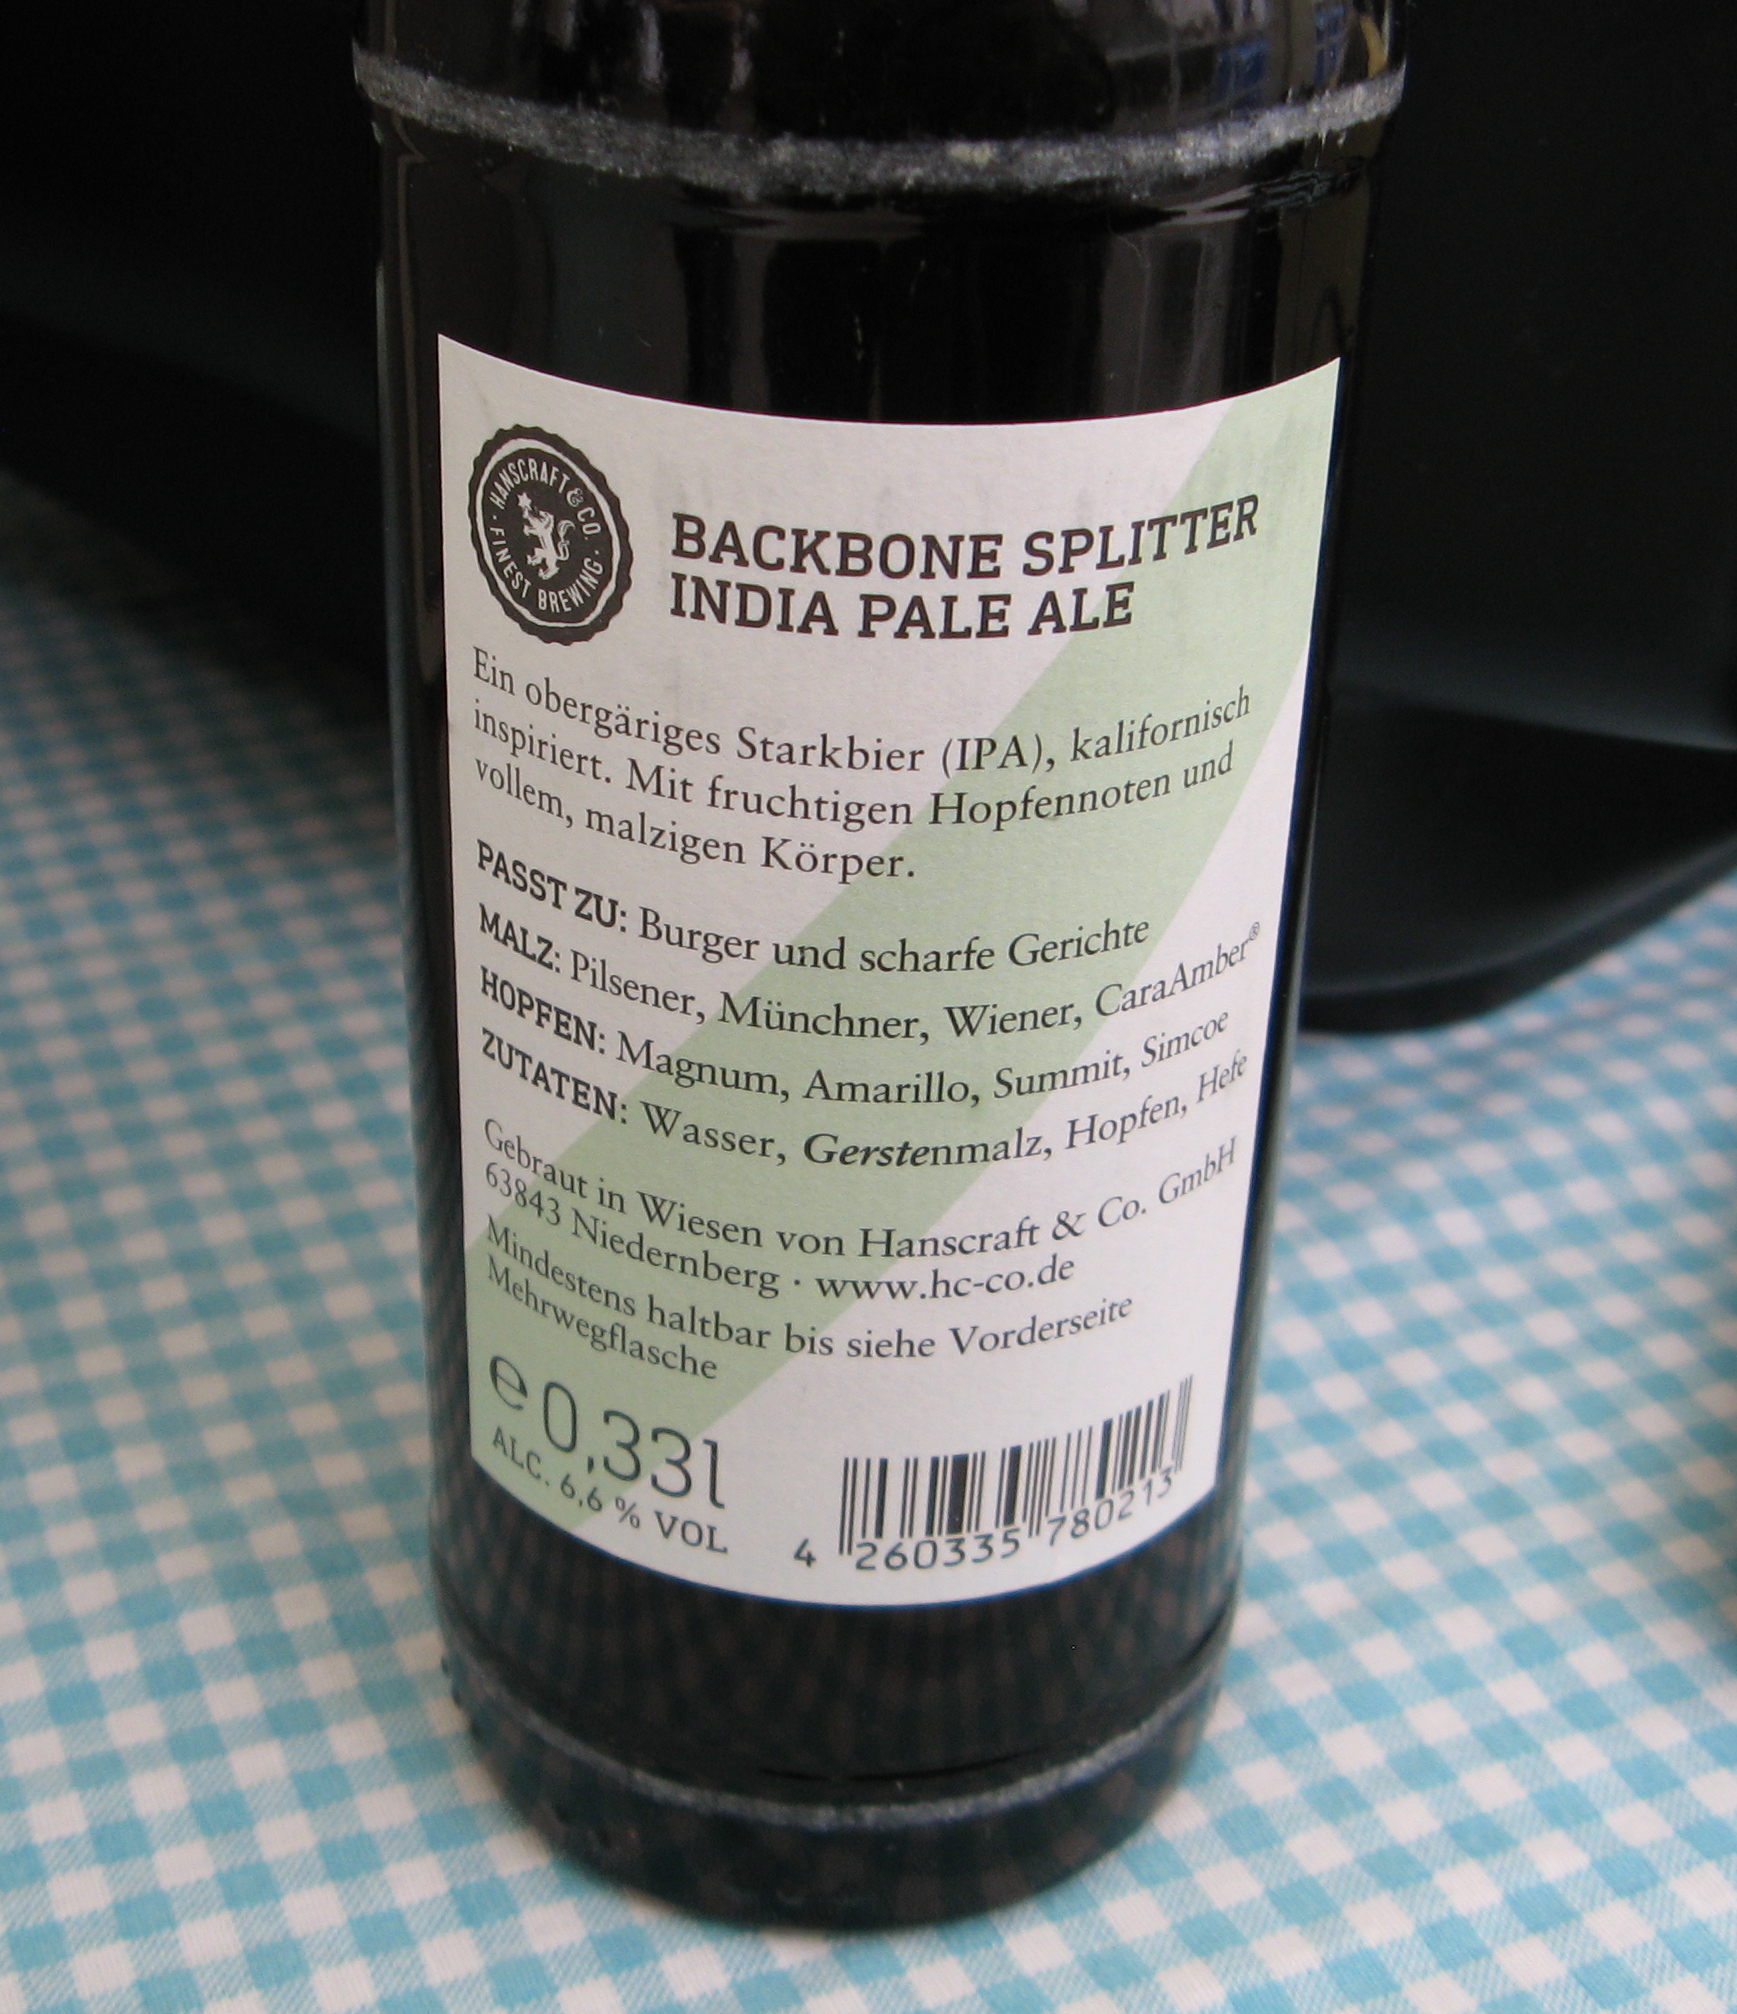 HANSCRAFT & CO.
FINEST BREWING
BACKBONE SPLITTER
INDIA PALE ALE
Ein obergäriges Starkbier (IPA), kalifornisch
inspiriert. Mit fruchtigen Hopfennoten und
vollem, malzigen Körper.
PASST ZU: Burger und scharfe Gerichte
MALZ: Pilsener, Münchner, Wiener, CaraAmber®
HOPFEN: Magnum, Amarillo, Summit, Simcoe
ZUTATEN: Wasser, Gerstenmalz, Hopfen, Hefe
Gebraut in Wiesen von Hanscraft & Co. GmbH
63843 Niedernberg · www.hc-co.de
Mindestens haltbar bis siehe Vorderseite
Mehrwegflasche
e 0,33l
ALC. 6,6 % VOL
4 260335 780213